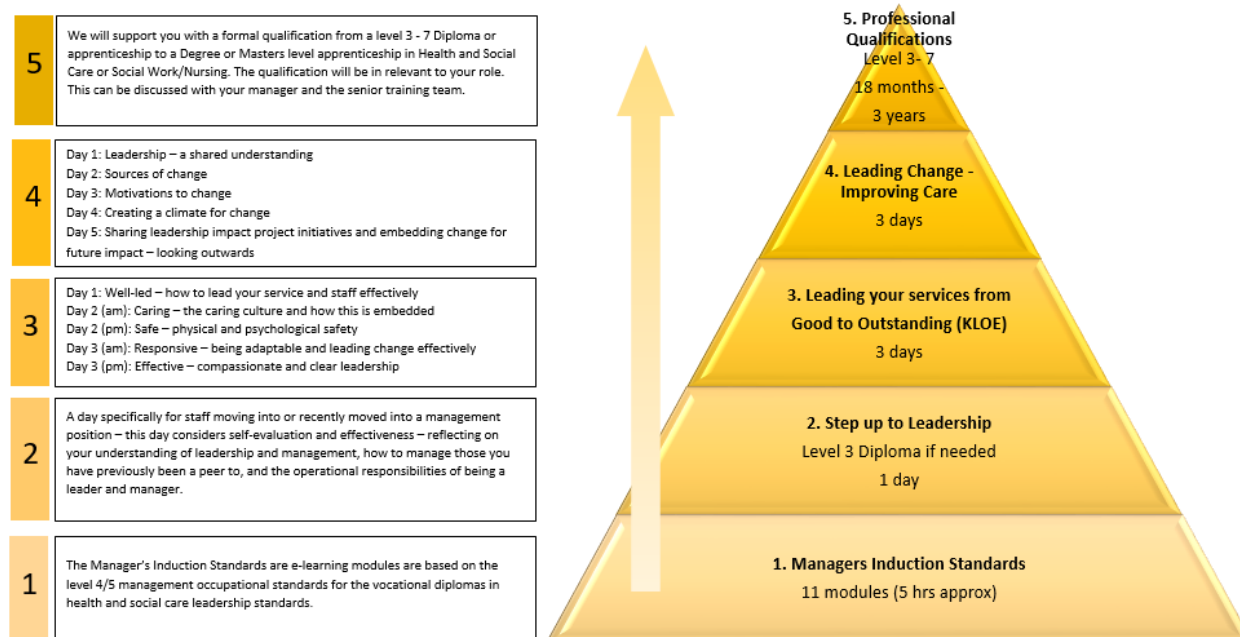 5
We will support you with a formal qualification from a level 3 - 7 Diploma or
apprenticeship to a Degree or Masters level apprenticeship in Health and Social
Care or Social Work/Nursing. The qualification will be in relevant to your role.
This can be discussed with your manager and the senior training team.
4
Day 1: Leadership – a shared understanding
Day 2: Sources of change
Day 3: Motivations to change
Day 4: Creating a climate for change
Day 5: Sharing leadership impact project initiatives and embedding change for
future impact – looking outwards
3
Day 1: Well-led – how to lead your service and staff effectively
Day 2 (am): Caring – the caring culture and how this is embedded
Day 2 (pm): Safe – physical and psychological safety
Day 3 (am): Responsive – being adaptable and leading change effectively
Day 3 (pm): Effective – compassionate and clear leadership
2
A day specifically for staff moving into or recently moved into a management
position – this day considers self-evaluation and effectiveness – reflecting on
your understanding of leadership and management, how to manage those you
have previously been a peer to, and the operational responsibilities of being a
leader and manager.
1
The Manager's Induction Standards are e-learning modules are based on the
level 4/5 management occupational standards for the vocational diplomas in
health and social care leadership standards.
5. Professional
Qualifications
Level 3- 7
18 months -
3 years
4. Leading Change -
Improving Care
3 days
3. Leading your services from
Good to Outstanding (KLOE)
3 days
2. Step up to Leadership
Level 3 Diploma if needed
1 day
1. Managers Induction Standards
11 modules (5 hrs approx)